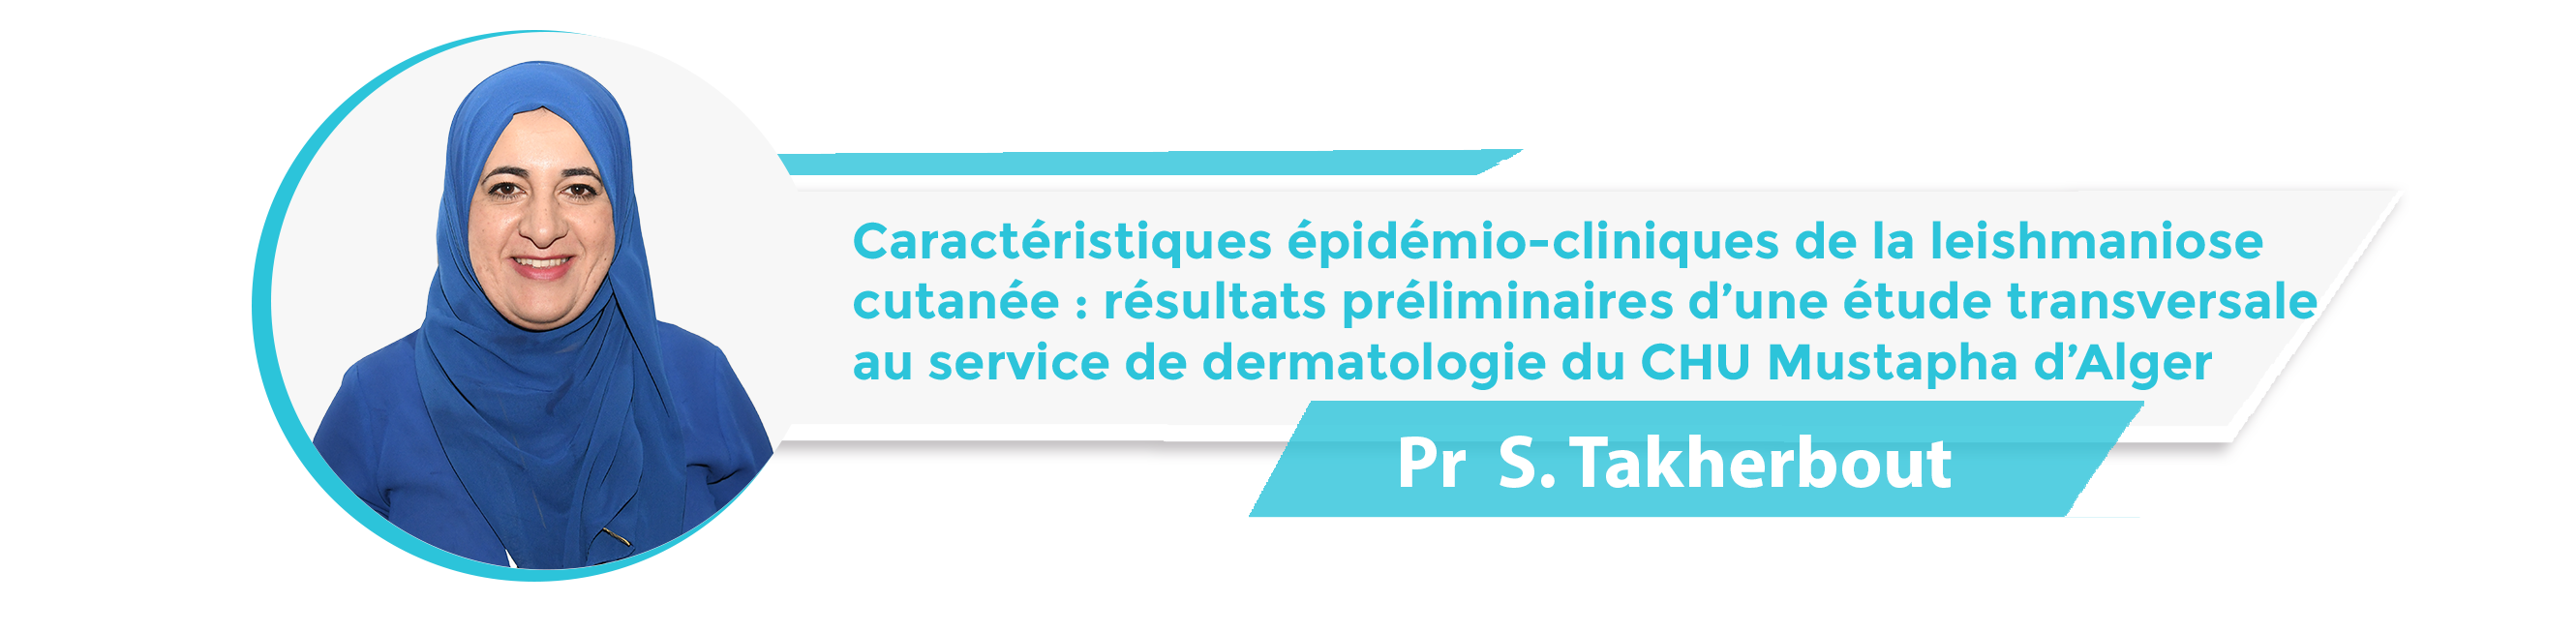 Caractéristiques épidémio-cliniques de la leishmaniose
cutanée : résultats préliminaires d’une étude transversale
au service de dermatologie du CHU Mustapha d’Alger
Pr S. Takherbout